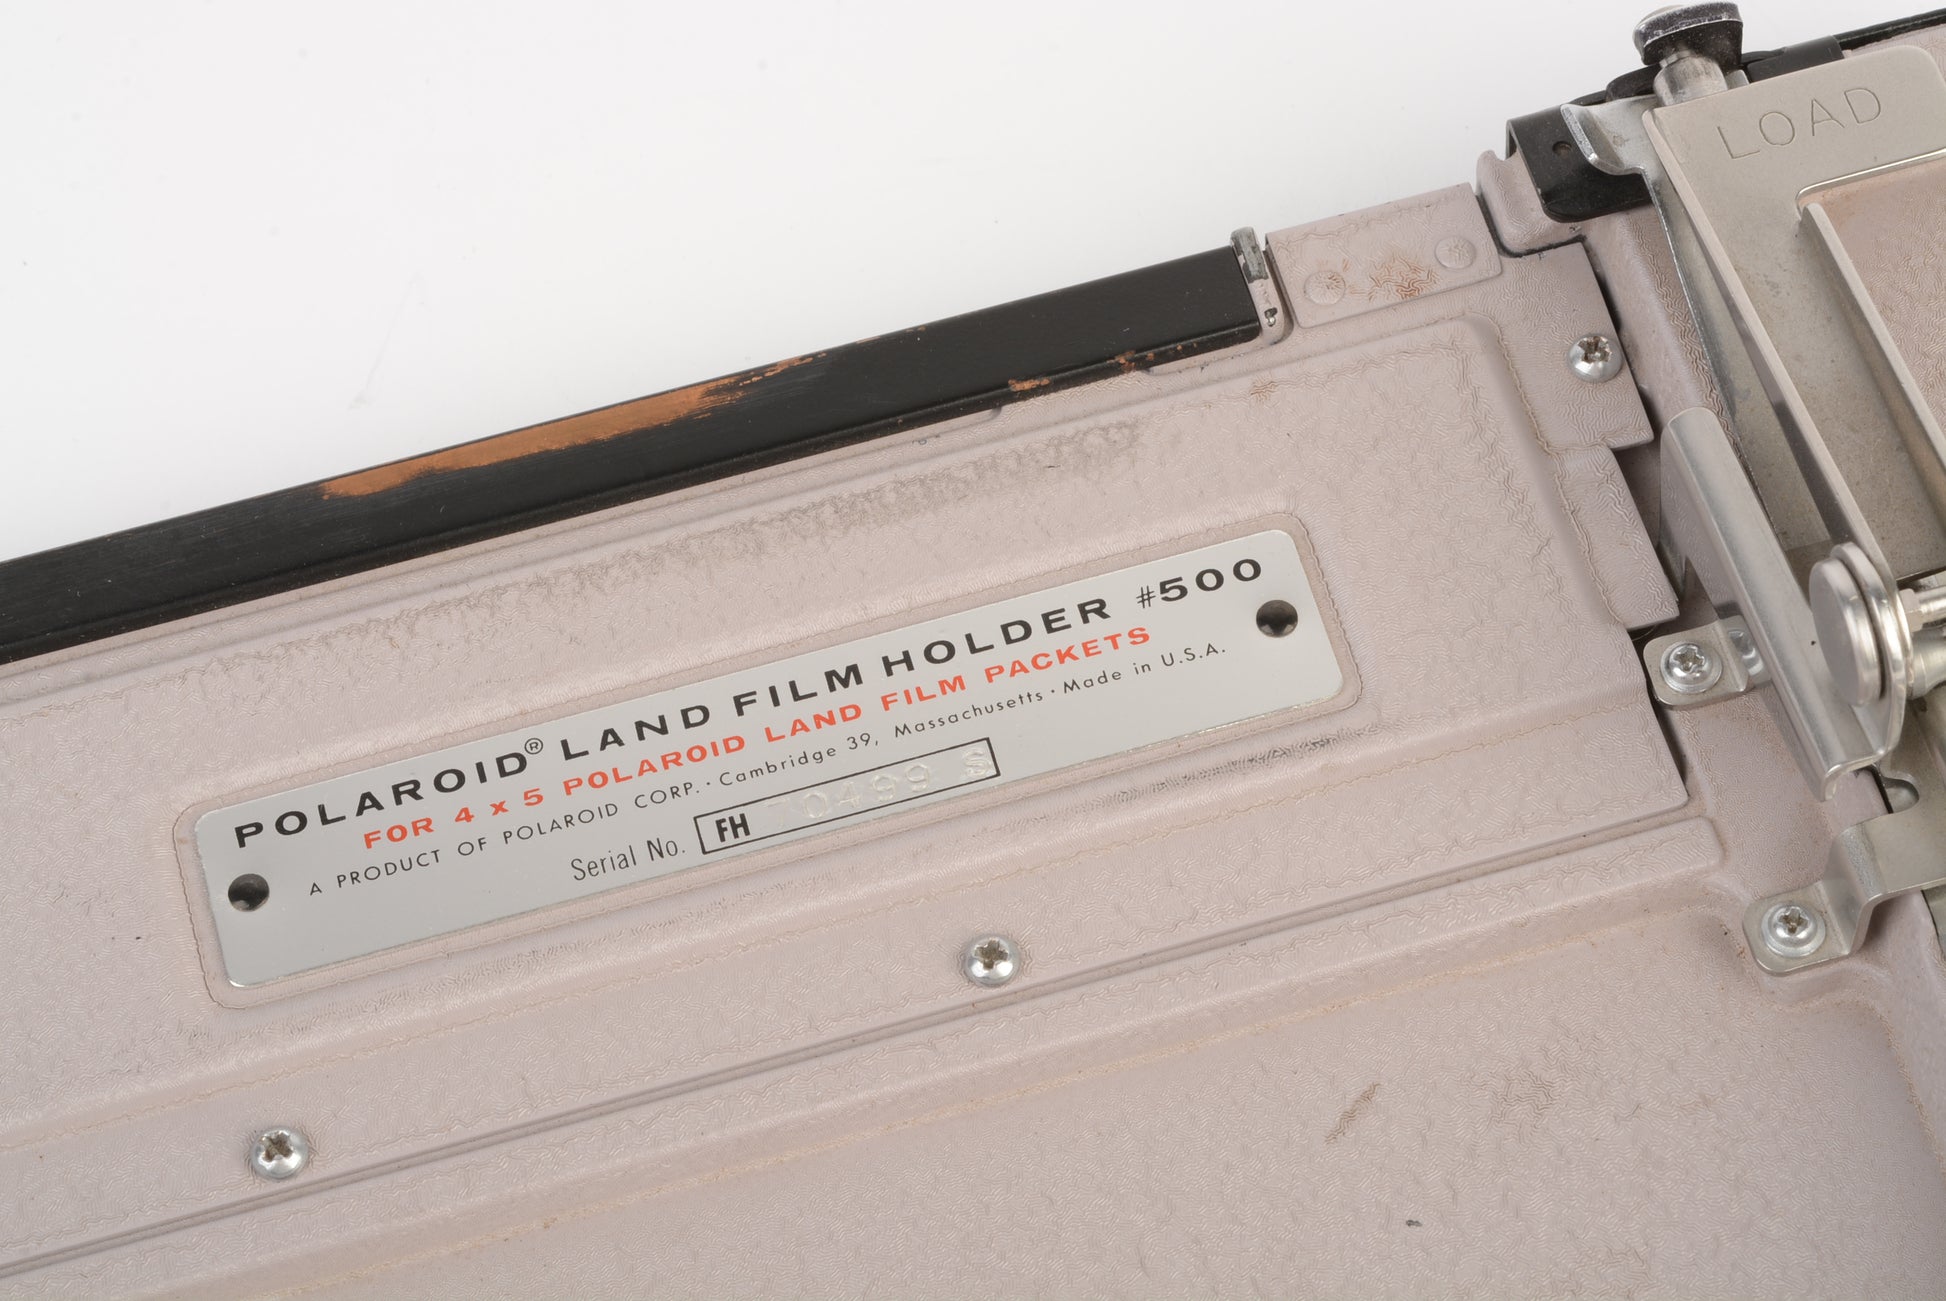 LOAD
POLAROID® LAND FILM HOLDER #500
FOR 4 x 5 POLAROID LAND FILM PACKETS
A PRODUCT OF POLAROID CORP. · Cambridge 39, Massachusetts · Made in U.S.A.
Serial No. FH 70499 S